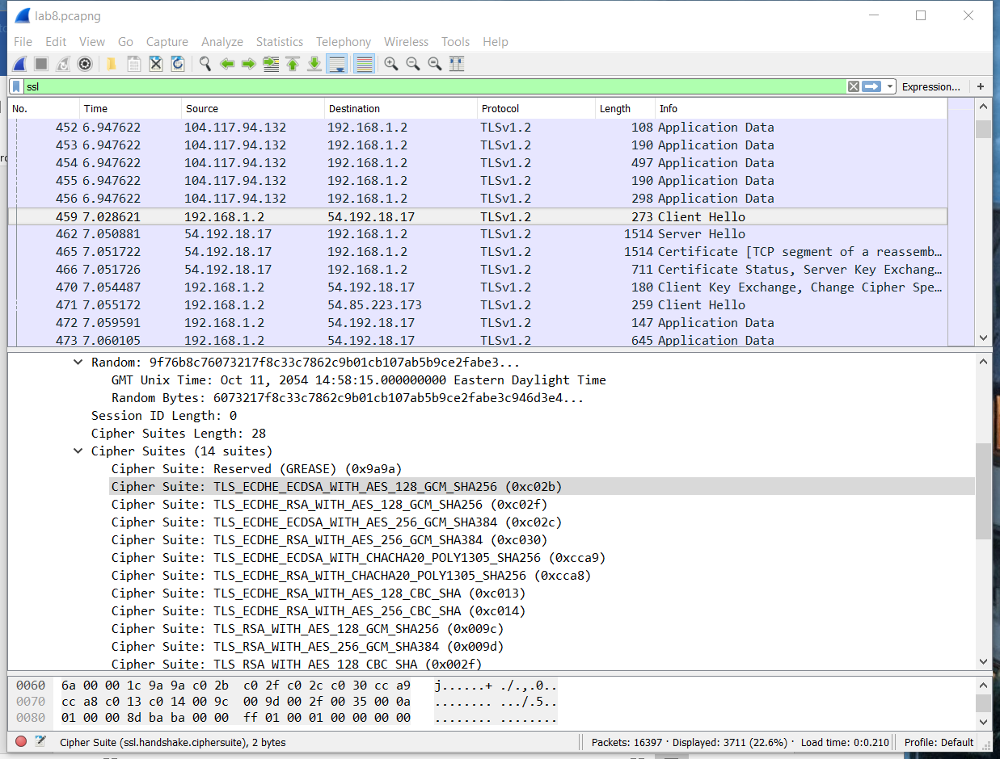 lab8.pcapng
File Edit View Go Capture Analyze Statistics Telephony Wireless Tools Help
ssl Expression... +
No. Time Source Destination Protocol Length Info
452 6.947622 104.117.94.132 192.168.1.2 TLSv1.2 108 Application Data
453 6.947622 104.117.94.132 192.168.1.2 TLSv1.2 190 Application Data
454 6.947622 104.117.94.132 192.168.1.2 TLSv1.2 497 Application Data
455 6.947622 104.117.94.132 192.168.1.2 TLSv1.2 190 Application Data
456 6.947622 104.117.94.132 192.168.1.2 TLSv1.2 298 Application Data
459 7.028621 192.168.1.2 54.192.18.17 TLSv1.2 273 Client Hello
462 7.050881 54.192.18.17 192.168.1.2 TLSv1.2 1514 Server Hello
465 7.051722 54.192.18.17 192.168.1.2 TLSv1.2 1514 Certificate [TCP segment of a reassemb…
466 7.051726 54.192.18.17 192.168.1.2 TLSv1.2 711 Certificate Status, Server Key Exchang…
470 7.054487 192.168.1.2 54.192.18.17 TLSv1.2 180 Client Key Exchange, Change Cipher Spe…
471 7.055172 192.168.1.2 54.85.223.173 TLSv1.2 259 Client Hello
472 7.059591 192.168.1.2 54.192.18.17 TLSv1.2 147 Application Data
473 7.060105 192.168.1.2 54.192.18.17 TLSv1.2 645 Application Data
Random: 9f76b8c76073217f8c33c7862c9b01cb107ab5b9ce2fabe3...
GMT Unix Time: Oct 11, 2054 14:58:15.000000000 Eastern Daylight Time
Random Bytes: 6073217f8c33c7862c9b01cb107ab5b9ce2fabe3c946d3e4...
Session ID Length: 0
Cipher Suites Length: 28
Cipher Suites (14 suites)
Cipher Suite: Reserved (GREASE) (0x9a9a)
Cipher Suite: TLS_ECDHE_ECDSA_WITH_AES_128_GCM_SHA256 (0xc02b)
Cipher Suite: TLS_ECDHE_RSA_WITH_AES_128_GCM_SHA256 (0xc02f)
Cipher Suite: TLS_ECDHE_ECDSA_WITH_AES_256_GCM_SHA384 (0xc02c)
Cipher Suite: TLS_ECDHE_RSA_WITH_AES_256_GCM_SHA384 (0xc030)
Cipher Suite: TLS_ECDHE_ECDSA_WITH_CHACHA20_POLY1305_SHA256 (0xcca9)
Cipher Suite: TLS_ECDHE_RSA_WITH_CHACHA20_POLY1305_SHA256 (0xcca8)
Cipher Suite: TLS_ECDHE_RSA_WITH_AES_128_CBC_SHA (0xc013)
Cipher Suite: TLS_ECDHE_RSA_WITH_AES_256_CBC_SHA (0xc014)
Cipher Suite: TLS_RSA_WITH_AES_128_GCM_SHA256 (0x009c)
Cipher Suite: TLS_RSA_WITH_AES_256_GCM_SHA384 (0x009d)
Cipher Suite: TLS_RSA_WITH_AES_128_CBC_SHA (0x002f)
0060 6a 00 00 1c 9a 9a c0 2b c0 2f c0 2c c0 30 cc a9 j......+ ./.,.0..
0070 cc a8 c0 13 c0 14 00 9c 00 9d 00 2f 00 35 00 0a ........ .../.5..
0080 01 00 00 8d ba ba 00 00 ff 01 00 01 00 00 00 00 ........ ........
Cipher Suite (ssl.handshake.ciphersuite), 2 bytes Packets: 16397 · Displayed: 3711 (22.6%) · Load time: 0:0.210 Profile: Default